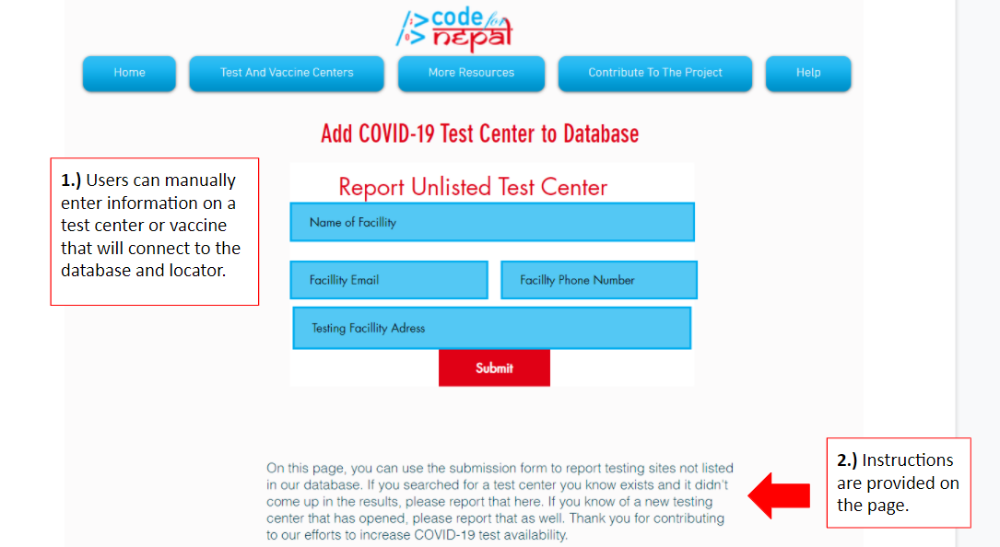 code for
nepal
Home
Test And Vaccine Centers
More Resources
Contribute To The Project
Help
Add COVID-19 Test Center to Database
1.) Users can manually
enter information on a
test center or vaccine
that will connect to the
database and locator.
Report Unlisted Test Center
Name of Facillity
Facillity Email
Facillty Phone Number
Testing Facillity Adress
Submit
On this page, you can use the submission form to report testing sites not listed
in our database. If you searched for a test center you know exists and it didn't
come up in the results, please report that here. If you know of a new testing
center that has opened, please report that as well. Thank you for contributing
to our efforts to increase COVID-19 test availability.
2.) Instructions
are provided on
the page.